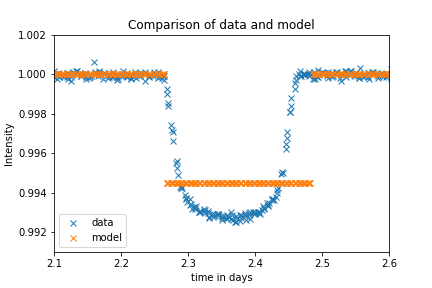 Comparison of data and model
1.002
1.000
0.998
0.996
0.994
0.992
Intensity
data
model
2.1 2.2 2.3 2.4 2.5 2.6
time in days